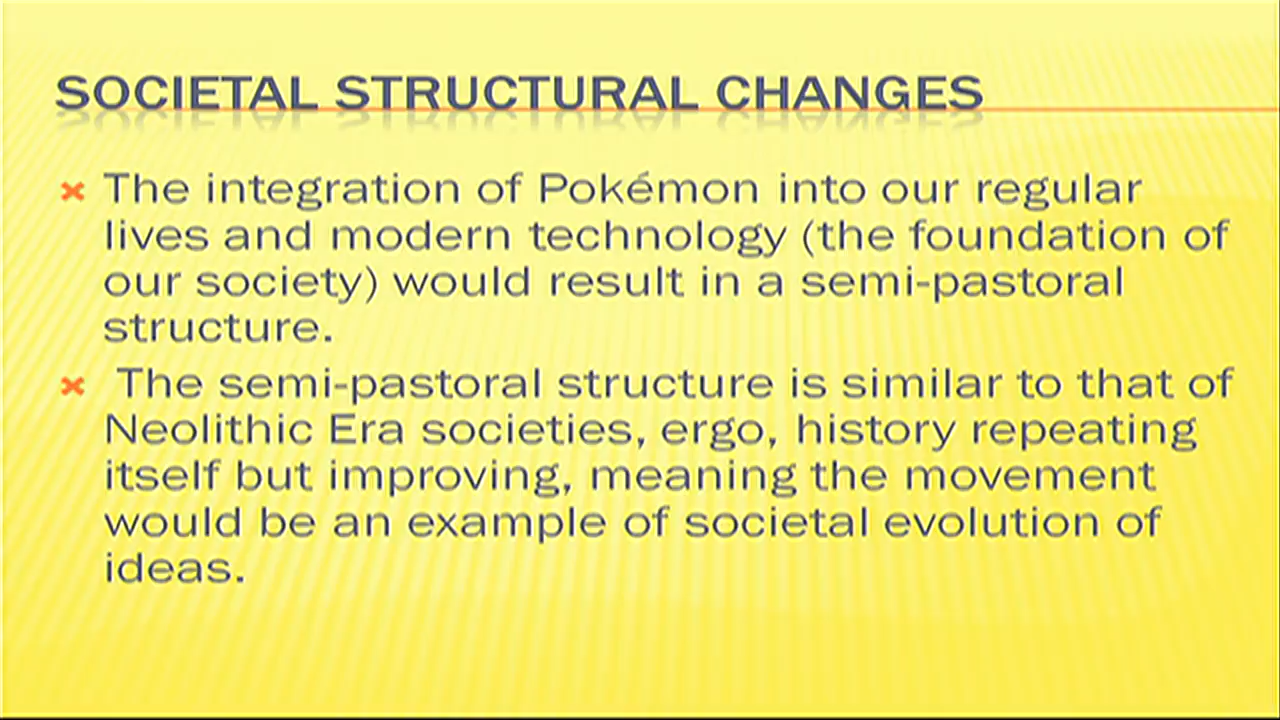 SOCIETAL STRUCTURAL CHANGES
The integration of Pokémon into our regular
lives and modern technology (the foundation of
our society) would result in a semi-pastoral
structure.
The semi-pastoral structure is similar to that of
Neolithic Era societies, ergo, history repeating
itself but improving, meaning the movement
would be an example of societal evolution of
ideas.